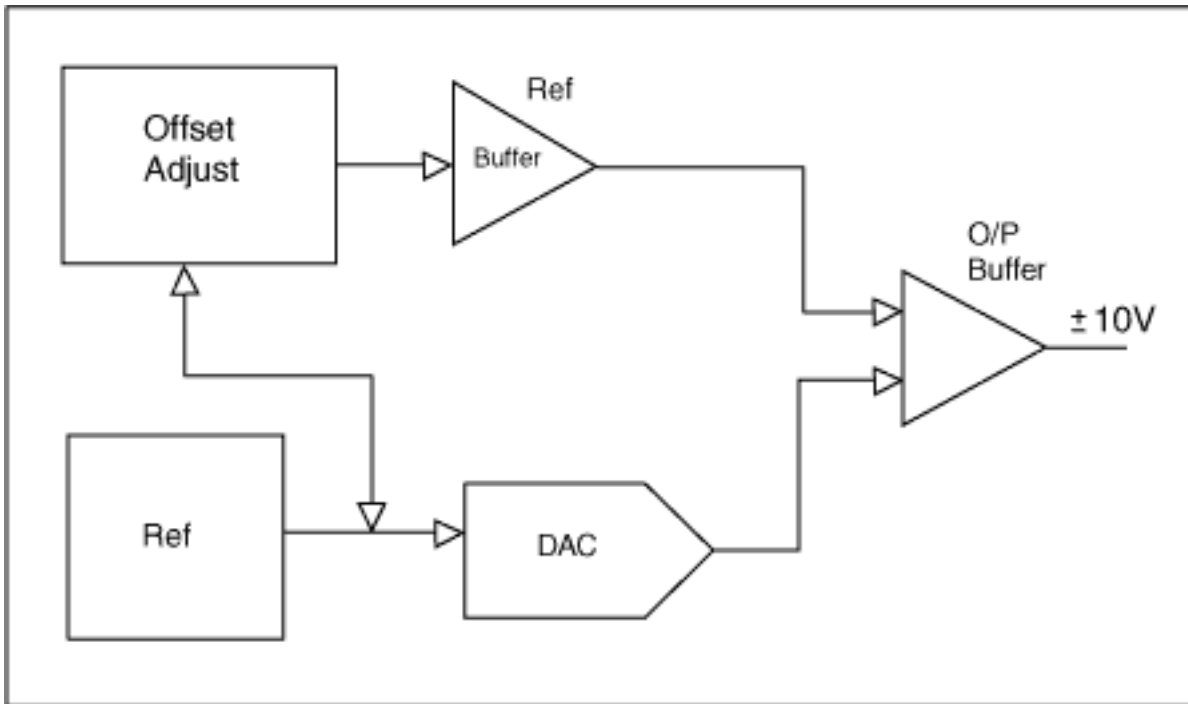 Offset
Adjust
Ref
Buffer
O/P
Buffer
± 10V
Ref
DAC